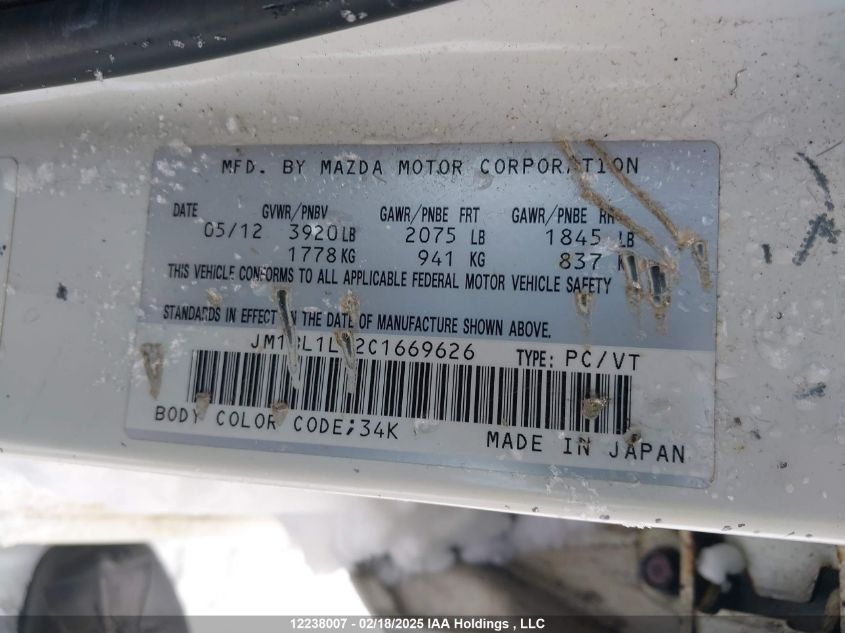 MFD. BY MAZDA MOTOR CORPORATION
DATE GVWR/PNBV GAWR/PNBE FRT GAWR/PNBE RR
05/12 3920 LB 2075 LB 1845 LB
1778 KG 941 KG 837
THIS VEHICLE CONFORMS TO ALL APPLICABLE FEDERAL MOTOR VEHICLE SAFETY
STANDARDS IN EFFECT ON THE DATE OF MANUFACTURE SHOWN ABOVE.
TYPE: PC/VT
BODY COLOR CODE;34K MADE IN JAPAN
12238007 - 02/18/2025 IAA Holdings , LLC